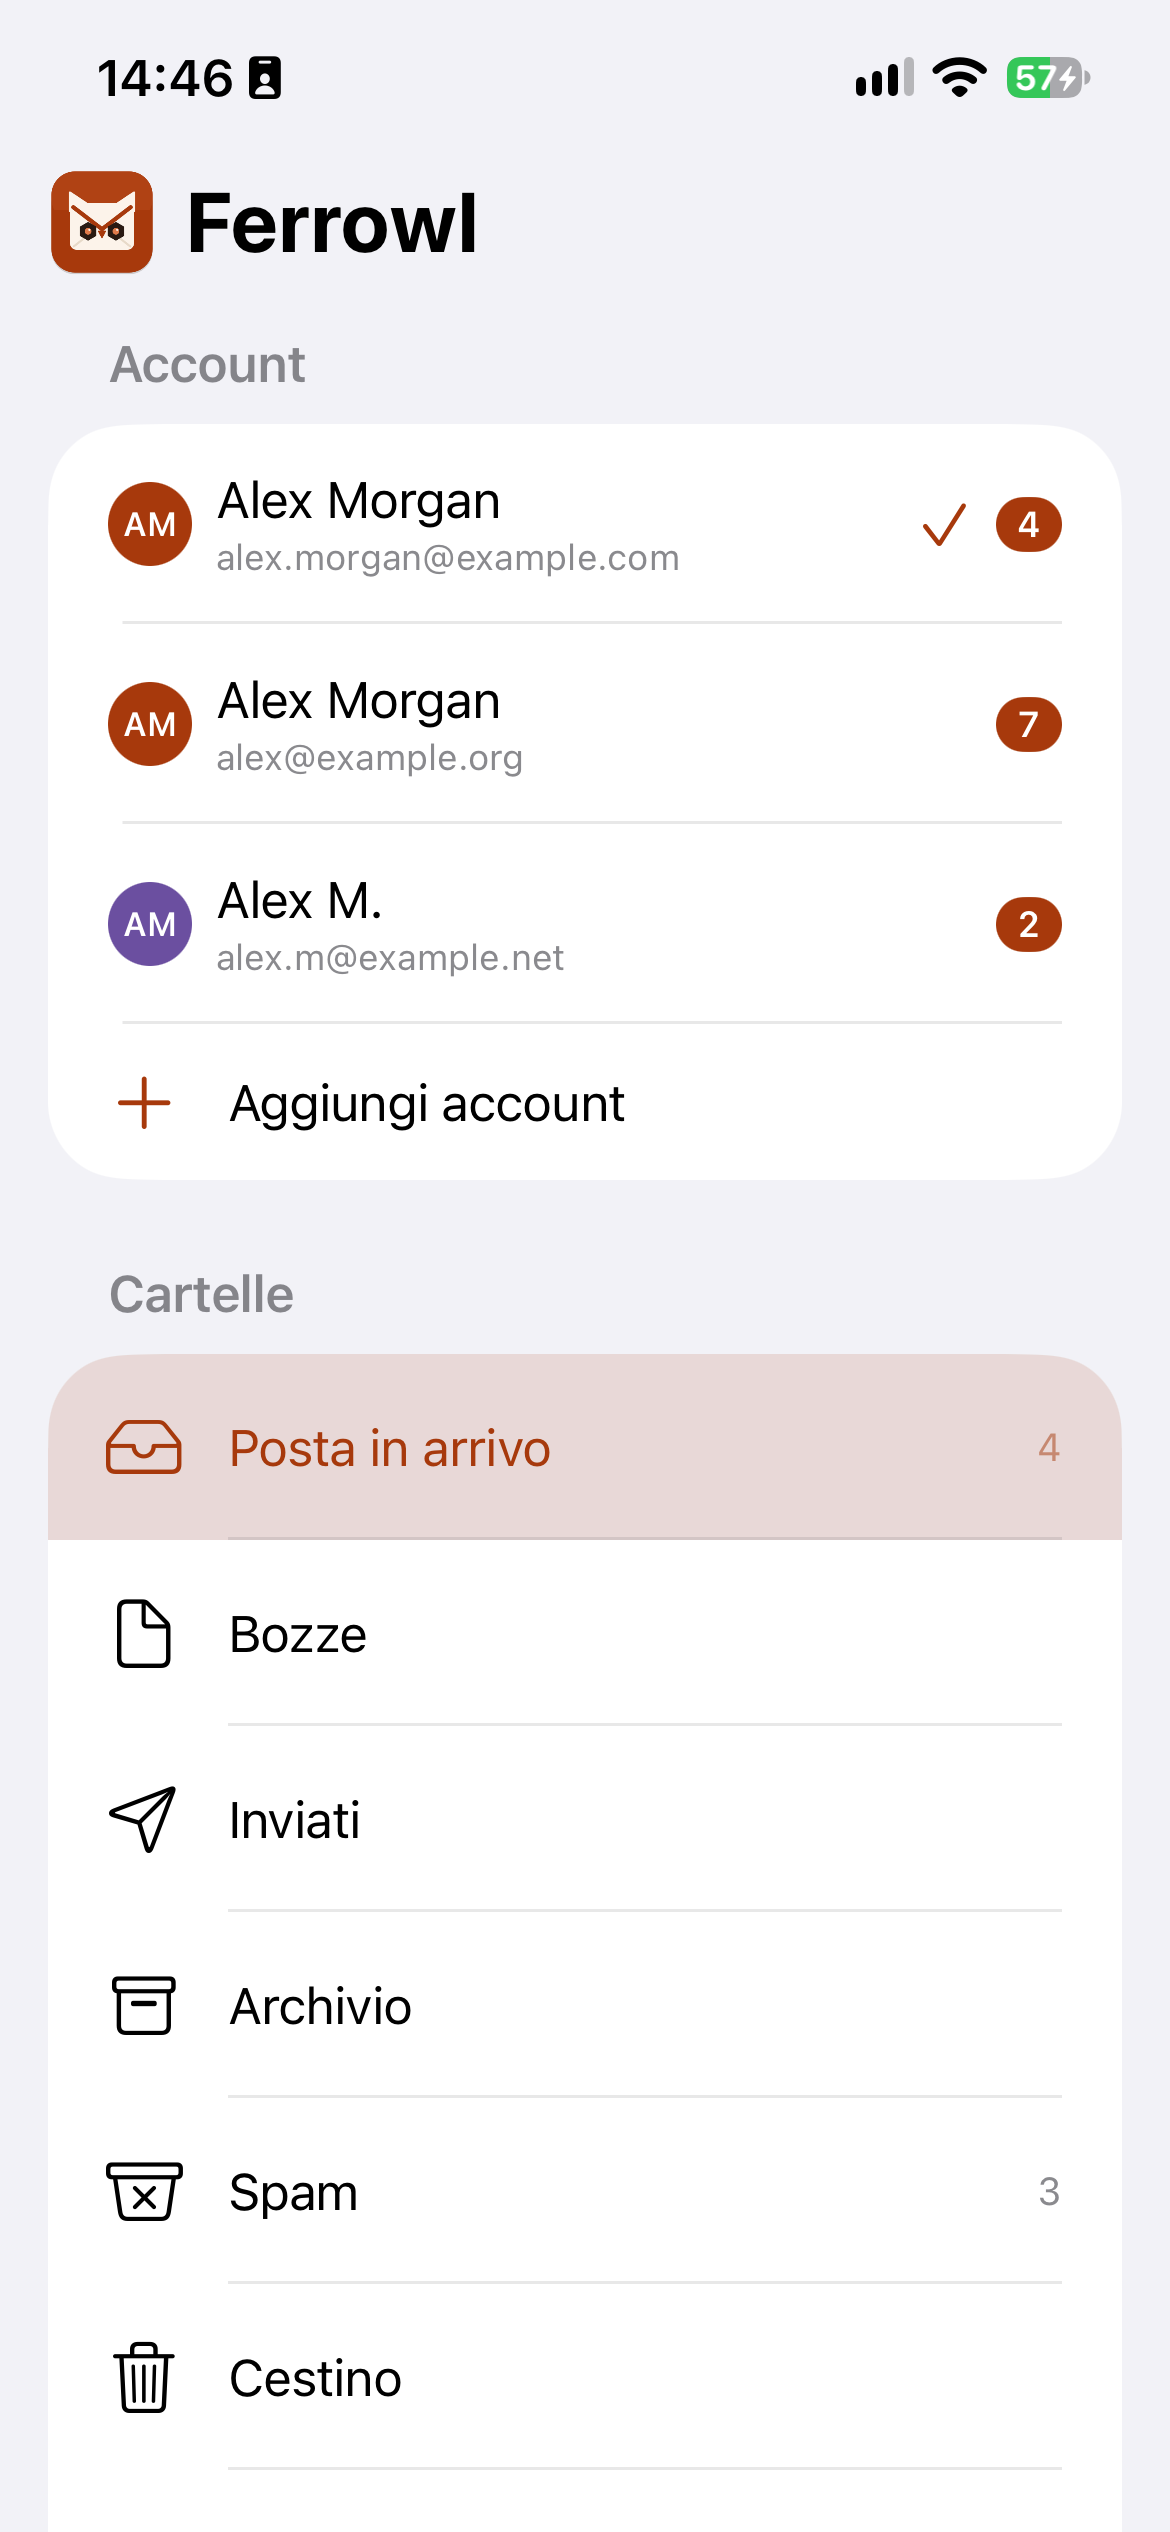 14:46
57
Ferrowl
Account
AM
Alex Morgan
alex.morgan@example.com
4
AM
Alex Morgan
alex@example.org
7
AM
Alex M.
alex.m@example.net
2
Aggiungi account
Cartelle
Posta in arrivo
4
Bozze
Inviati
Archivio
Spam
3
Cestino